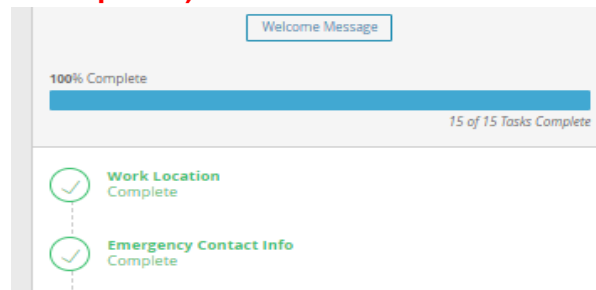 Welcome Message
100% Complete
15 of 15 Tasks Complete
Work Location
Complete
Emergency Contact Info
Complete